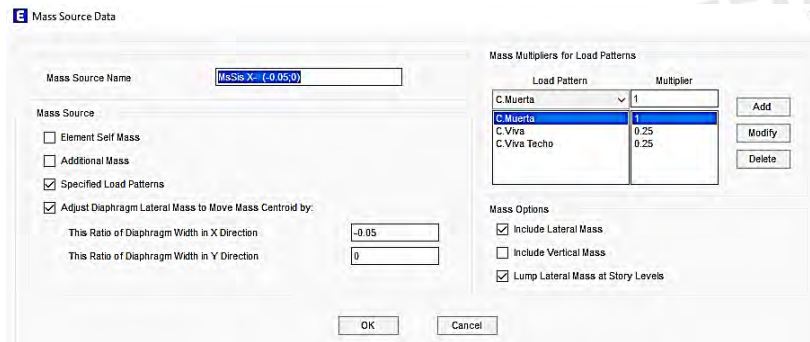 E Mass Source Data
Mass Source Name
MsSis X- (-0.05;0)
Mass Source
Element Self Mass
Additional Mass
Specified Load Patterns
Adjust Diaphragm Lateral Mass to Move Mass Centroid by:
This Ratio of Diaphragm Width in X Direction -0.05
This Ratio of Diaphragm Width in Y Direction 0
Mass Multipliers for Load Patterns
Load Pattern Multiplier
C.Muerta 1 Add
C.Muerta 1
C.Viva 0.25 Modify
C.Viva Techo 0.25
Delete
Mass Options
Include Lateral Mass
Include Vertical Mass
Lump Lateral Mass at Story Levels
OK Cancel